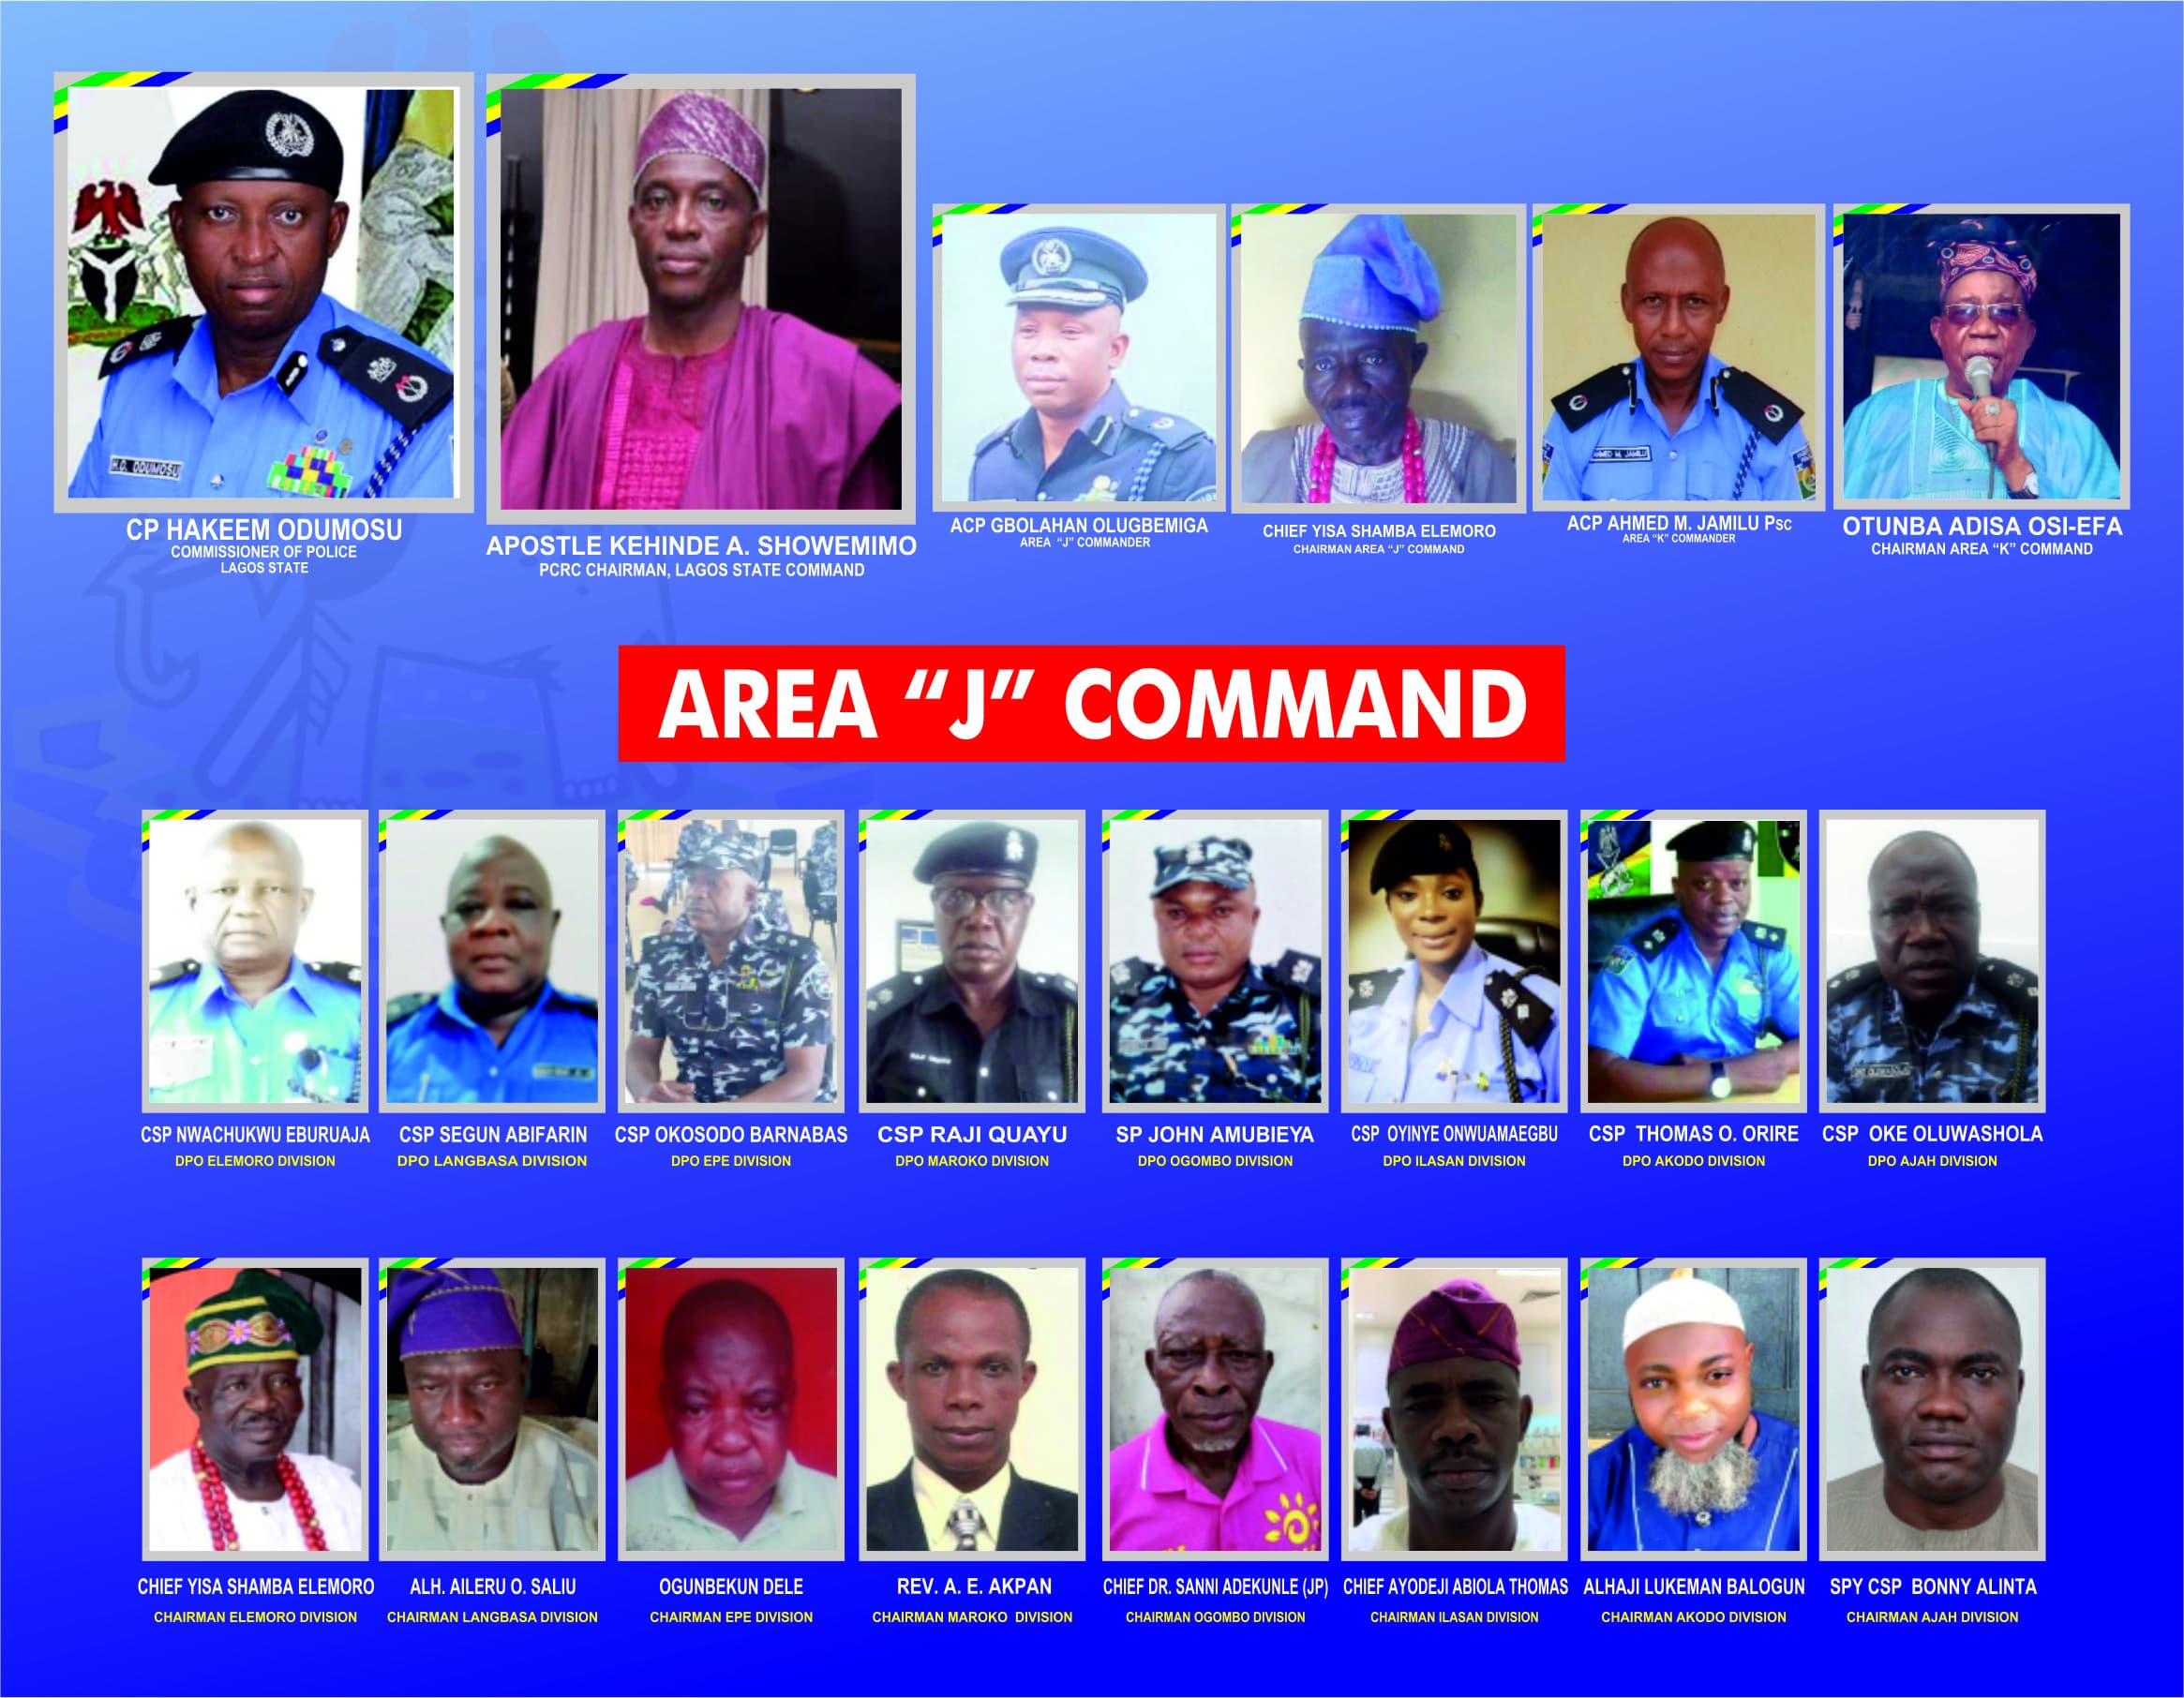 H.O. ODUMOSU
AHMED M. JAMILU
CP HAKEEM ODUMOSU
COMMISSIONER OF POLICE
LAGOS STATE
APOSTLE KEHINDE A. SHOWEMIMO
PCRC CHAIRMAN, LAGOS STATE COMMAND
ACP GBOLAHAN OLUGBEMIGA
AREA "J" COMMANDER
CHIEF YISA SHAMBA ELEMORO
CHAIRMAN AREA "J" COMMAND
ACP AHMED M. JAMILU Psc
AREA "K" COMMANDER
OTUNBA ADISA OSI-EFA
CHAIRMAN AREA "K" COMMAND
AREA "J" COMMAND
CSP NWACHUKWU EBURUAJA
DPO ELEMORO DIVISION
CSP SEGUN ABIFARIN
DPO LANGBASA DIVISION
CSP OKOSODO BARNABAS
DPO EPE DIVISION
CSP RAJI QUAYU
DPO MAROKO DIVISION
SP JOHN AMUBIEYA
DPO OGOMBO DIVISION
CSP OYINYE ONWUAMAEGBU
DPO ILASAN DIVISION
CSP THOMAS O. ORIRE
DPO AKODO DIVISION
CSP OKE OLUWASHOLA
DPO AJAH DIVISION
CHIEF YISA SHAMBA ELEMORO
CHAIRMAN ELEMORO DIVISION
ALH. AILERU O. SALIU
CHAIRMAN LANGBASA DIVISION
OGUNBEKUN DELE
CHAIRMAN EPE DIVISION
REV. A. E. AKPAN
CHAIRMAN MAROKO DIVISION
CHIEF DR. SANNI ADEKUNLE (JP)
CHAIRMAN OGOMBO DIVISION
CHIEF AYODEJI ABIOLA THOMAS
CHAIRMAN ILASAN DIVISION
ALHAJI LUKEMAN BALOGUN
CHAIRMAN AKODO DIVISION
SPY CSP BONNY ALINTA
CHAIRMAN AJAH DIVISION